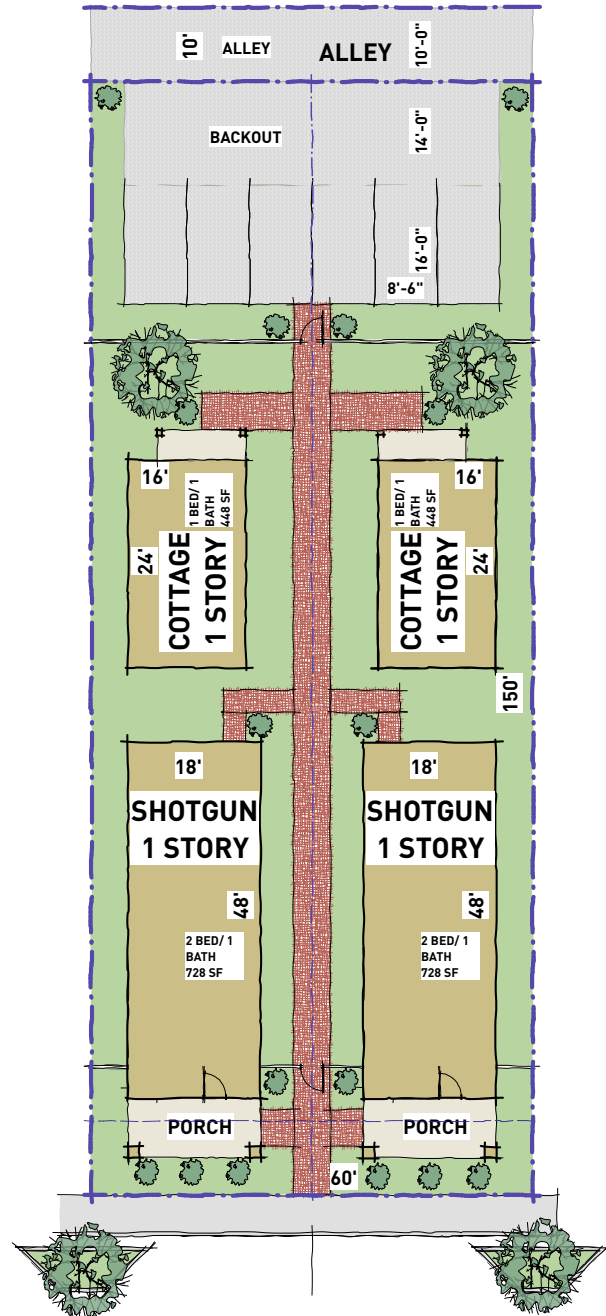 10'
ALLEY
ALLEY
10'-0"
BACKOUT
14'-0"
16'-0"
8'-6"
16'
1 BED/ 1
BATH
448 SF
24'
COTTAGE
1 STORY
16'
1 BED/ 1
BATH
448 SF
COTTAGE
1 STORY
24'
150'
18'
SHOTGUN
1 STORY
48'
2 BED/ 1
BATH
728 SF
18'
SHOTGUN
1 STORY
48'
2 BED/ 1
BATH
728 SF
PORCH
PORCH
60'